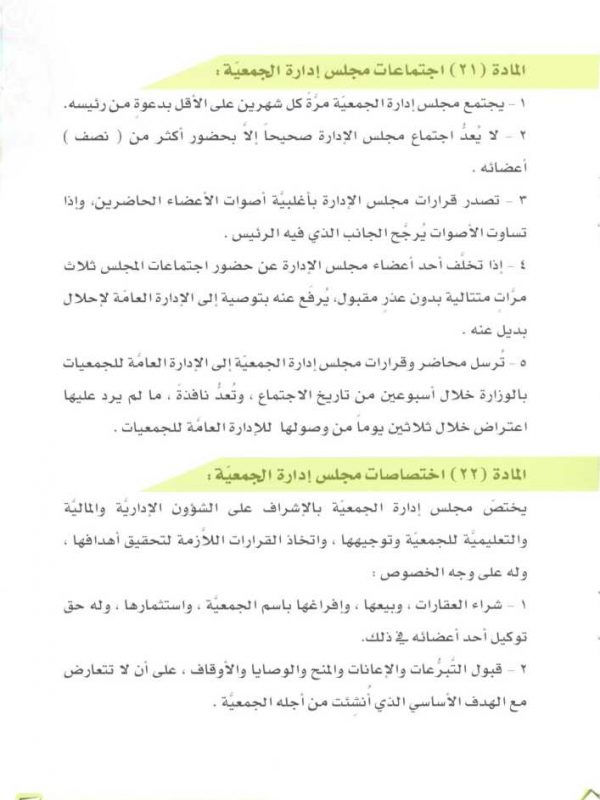 المادة (٢١) اجتماعات مجلس إدارة الجمعيَّة :
١ - يجتمع مجلس إدارة الجمعيَّة مرَّةً كل شهرين على الأقل بدعوةٍ من رئيسه.
٢ - لا يُعدُّ اجتماع مجلس الإدارة صحيحاً إلاَّ بحضور أكثر من ( نصف )
أعضائه .
٣ - تصدر قرارات مجلس الإدارة بأغلبيَّة أصوات الأعضاء الحاضرين، وإذا
تساوت الأصوات يُرجَّح الجانب الذي فيه الرئيس .
٤ - إذا تخلَّف أحد أعضاء مجلس الإدارة عن حضور اجتماعات المجلس ثلاث
مرَّاتٍ متتالية بدون عذرٍ مقبول، يُرفَع عنه بتوصية إلى الإدارة العامَّة لإحلال
بديل عنه .
٥ - تُرسل محاضر وقرارات مجلس إدارة الجمعيَّة إلى الإدارة العامَّة للجمعيات
بالوزارة خلال أسبوعين من تاريخ الاجتماع ، وتُعدُّ نافذةً ، ما لم يرد عليها
اعتراض خلال ثلاثين يوماً من وصولها للإدارة العامَّة للجمعيات .
المادة (٢٢) اختصاصات مجلس إدارة الجمعيَّة :
يختصّ مجلس إدارة الجمعيَّة بالإشراف على الشؤون الإداريَّة والماليَّة
والتعليميَّة للجمعيَّة وتوجيهها ، واتخاذ القرارات اللاَّزمة لتحقيق أهدافها ،
وله على وجه الخصوص :
١ - شراء العقارات ، وبيعها ، وإفراغها باسم الجمعيَّة ، واستثمارها ، وله حق
توكيل أحد أعضائه في ذلك.
٢ - قبول التَّبرُّعات والإعانات والمنح والوصايا والأوقاف ، على أن لا تتعارض
مع الهدف الأساسي الذي أُنشِئت من أجله الجمعيَّة .